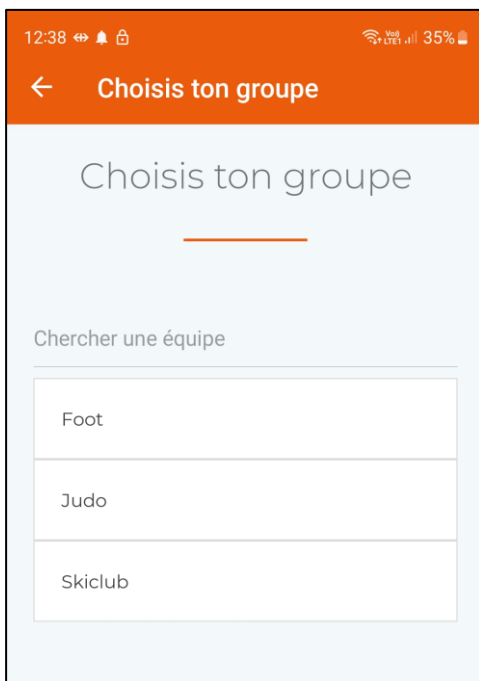 12:38 35%
Choisis ton groupe
Choisis ton groupe
Chercher une équipe
Foot
Judo
Skiclub